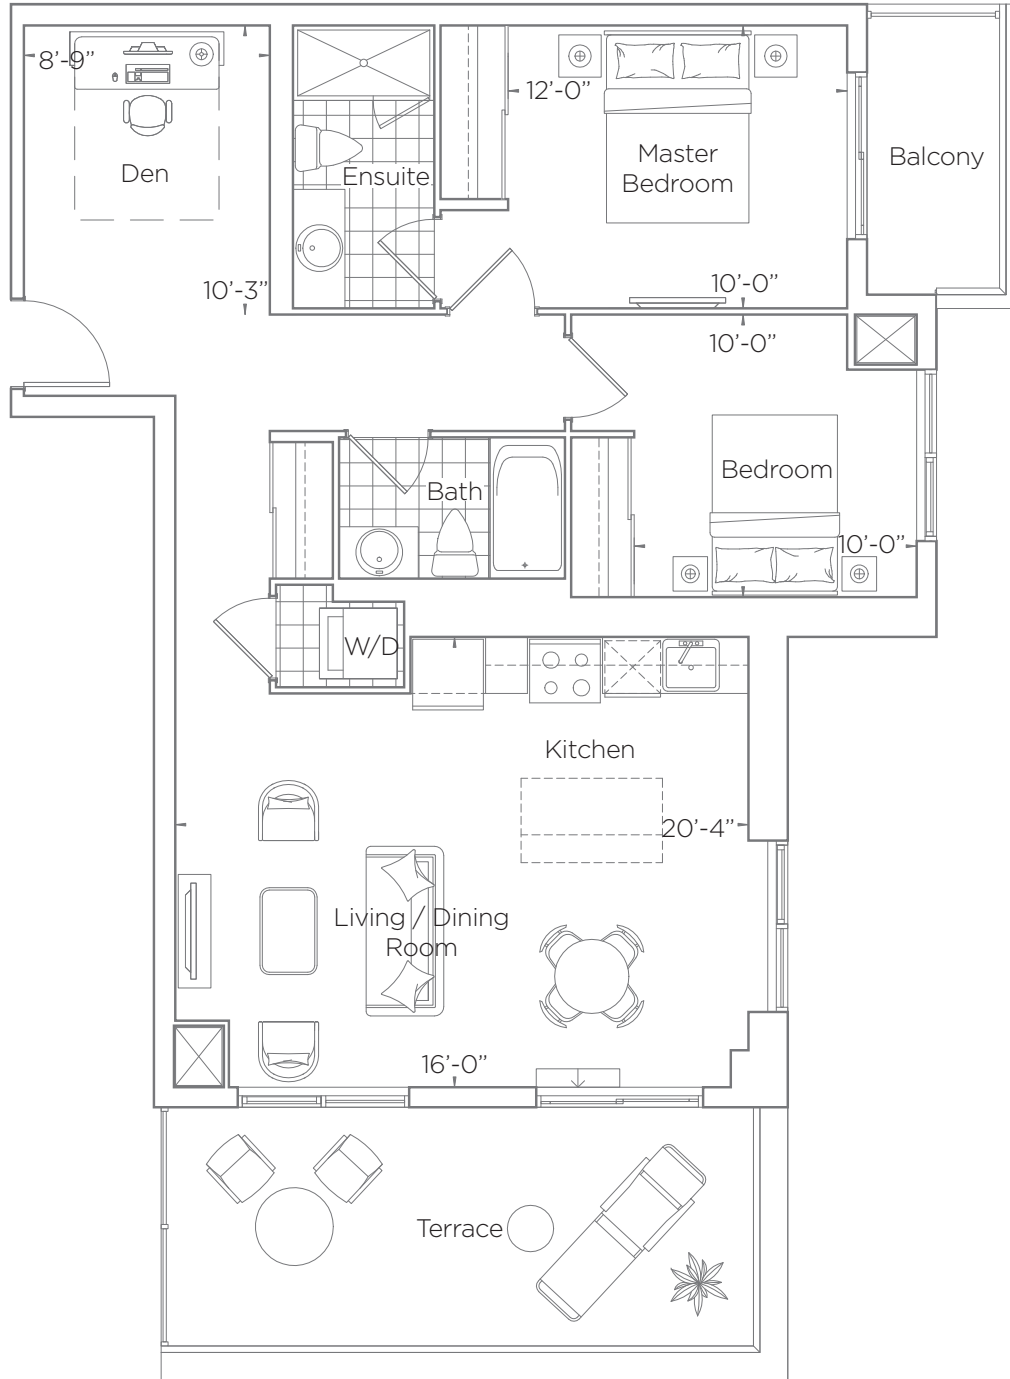 8’-9”
Den
10’-3”
Ensuite
12’-0”
Master
Bedroom
10’-0”
Balcony
10’-0”
Bedroom
10’-0”
Bath
W/D
Kitchen
20’-4”
Living / Dining
Room
16’-0”
Terrace